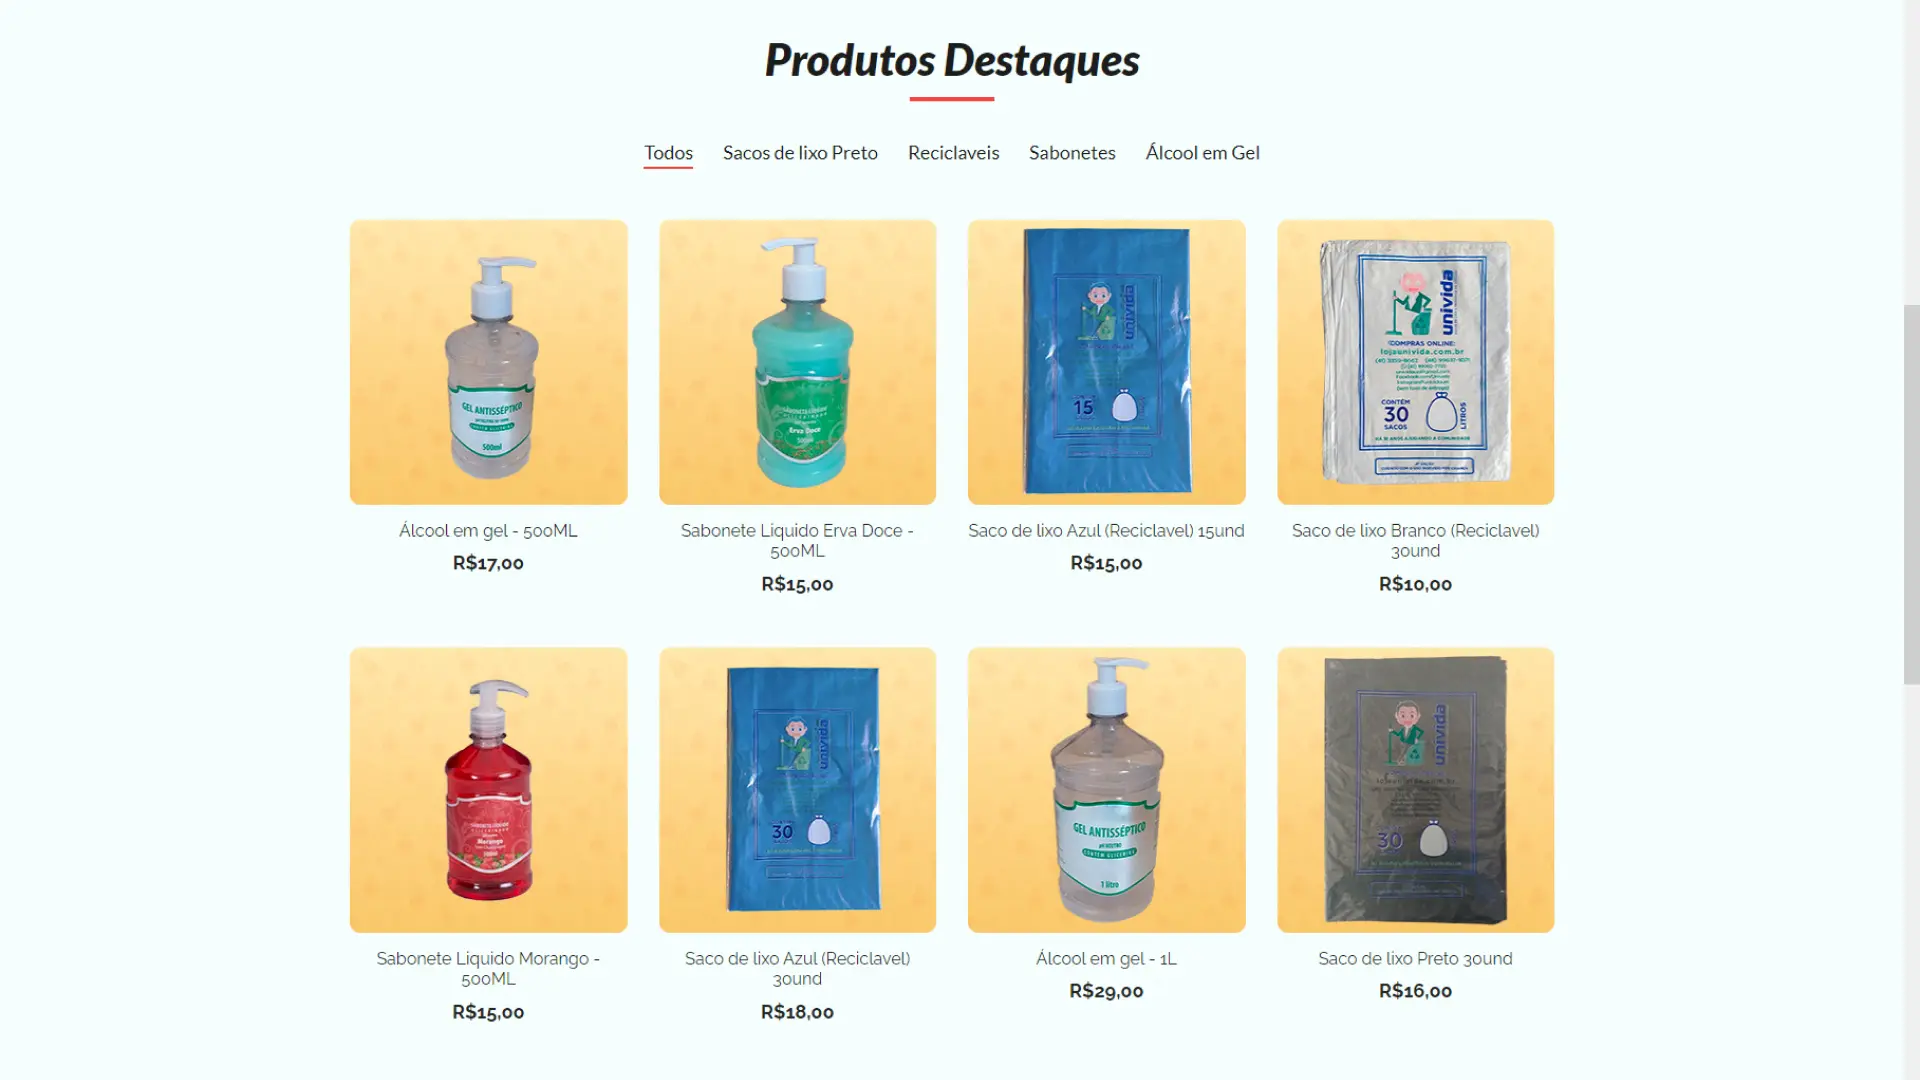 Produtos Destaques
Todos Sacos de lixo Preto Reciclaveis Sabonetes Álcool em Gel
GEL ANTISSÉPTICO
500ml
Erva Doce
univida
15
univida
COMPRAS ONLINE:
lojaunivida.com.br
CONTÉM
30
SACOS
LITROS
Álcool em gel - 500ML
R$17,00
Sabonete Liquido Erva Doce - 500ML
R$15,00
Saco de lixo Azul (Reciclavel) 15und
R$15,00
Saco de lixo Branco (Reciclavel) 30und
R$10,00
Morango
univida
30
GEL ANTISSÉPTICO
CONTÉM GLICERINA
1 litro
univida
30
Sabonete Liquido Morango - 500ML
R$15,00
Saco de lixo Azul (Reciclavel) 30und
R$18,00
Álcool em gel - 1L
R$29,00
Saco de lixo Preto 30und
R$16,00